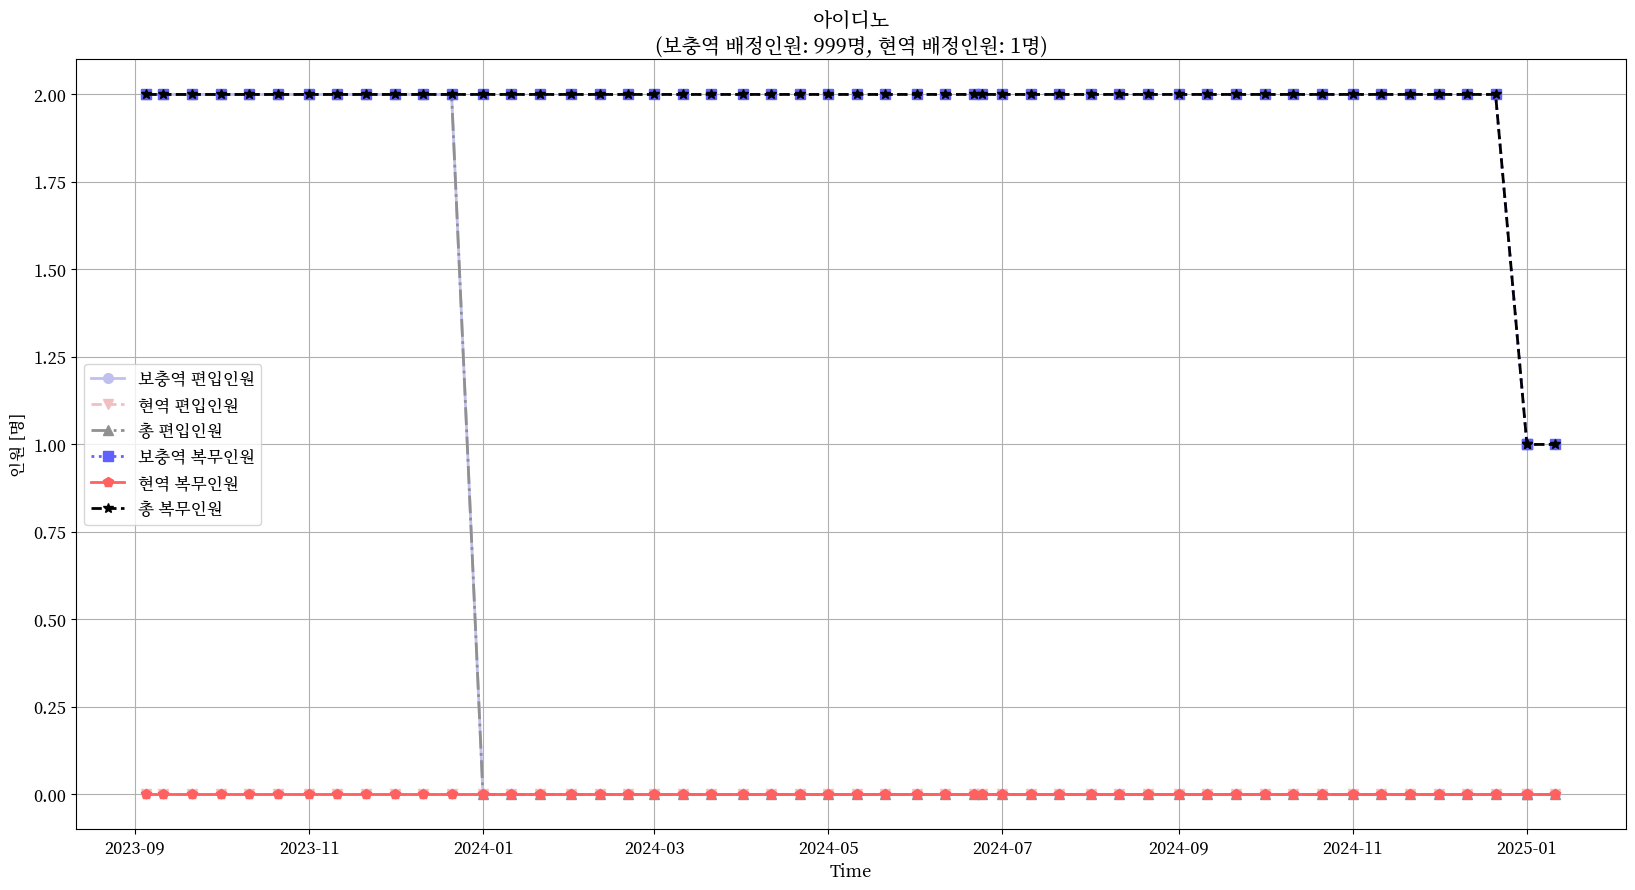 아이디노
(보충역 배정인원: 999명, 현역 배정인원: 1명)
인원 [명]
2.00
1.75
1.50
1.25
1.00
0.75
0.50
0.25
0.00
보충역 편입인원
현역 편입인원
총 편입인원
보충역 복무인원
현역 복무인원
총 복무인원
2023-09
2023-11
2024-01
2024-03
2024-05
2024-07
2024-09
2024-11
2025-01
Time